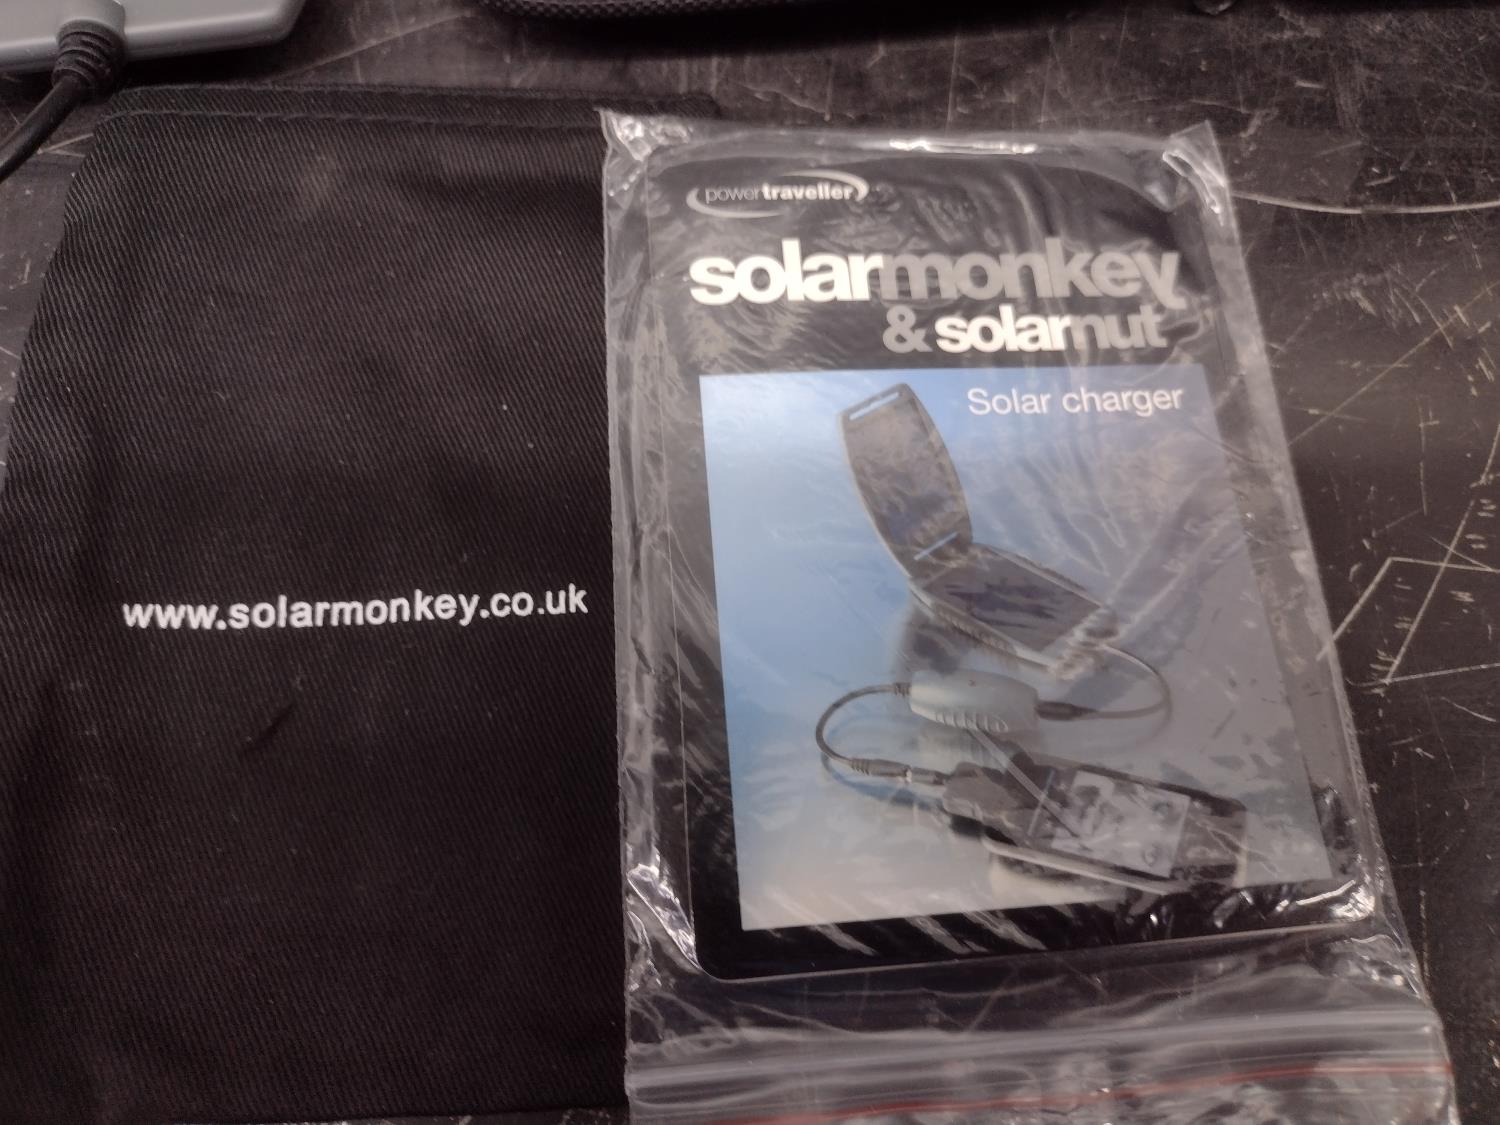 www.solarmonkey.co.uk
powertraveller
solarmonkey
& solarnut
Solar charger